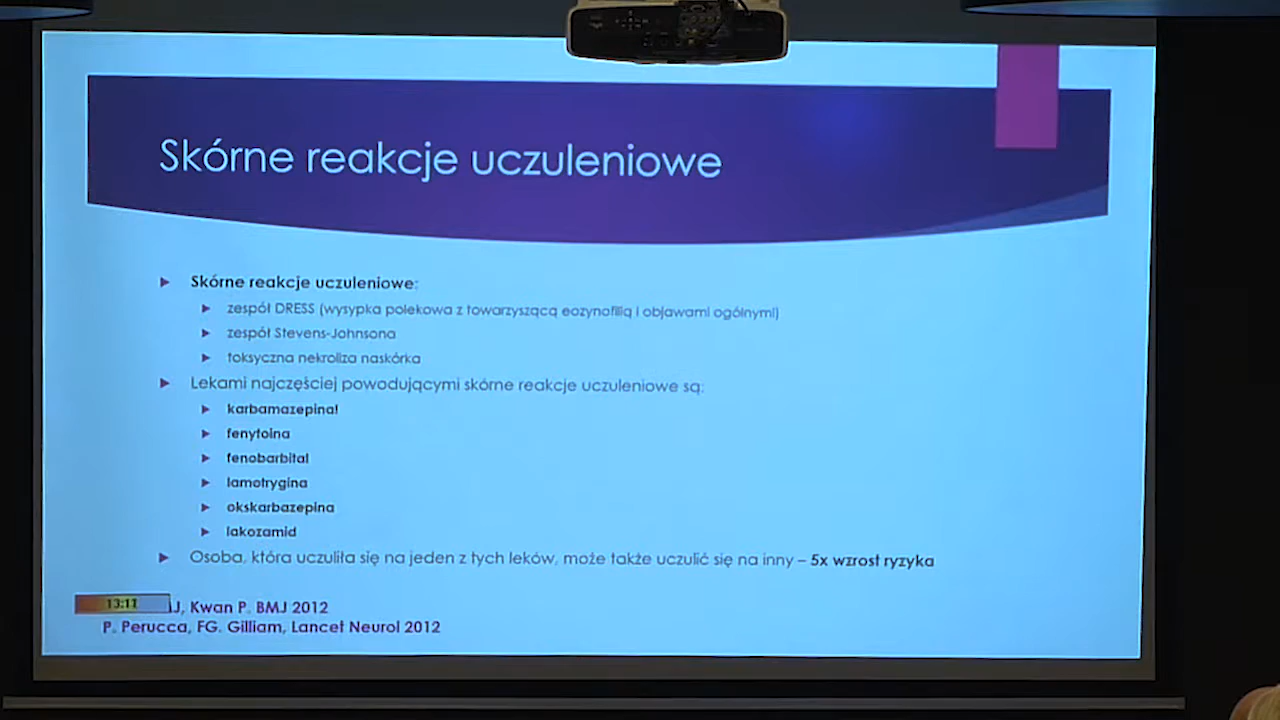 Skórne reakcje uczuleniowe
Skórne reakcje uczuleniowe:
zespół DRESS (wysypka polekowa z towarzyszącą eozynofilią i objawami ogólnymi)
zespół Stevens-Johnsona
toksyczna nekroliza naskórka
Lekami najczęściej powodującymi skórne reakcje uczuleniowe są:
karbamazepina!
fenytoina
fenobarbital
lamotrygina
okskarbazepina
lakozamid
Osoba, która uczuliła się na jeden z tych leków, może także uczulić się na inny – 5x wzrost ryzyka
13:11
J, Kwan P. BMJ 2012
P. Perucca, FG. Gilliam, Lancet Neurol 2012